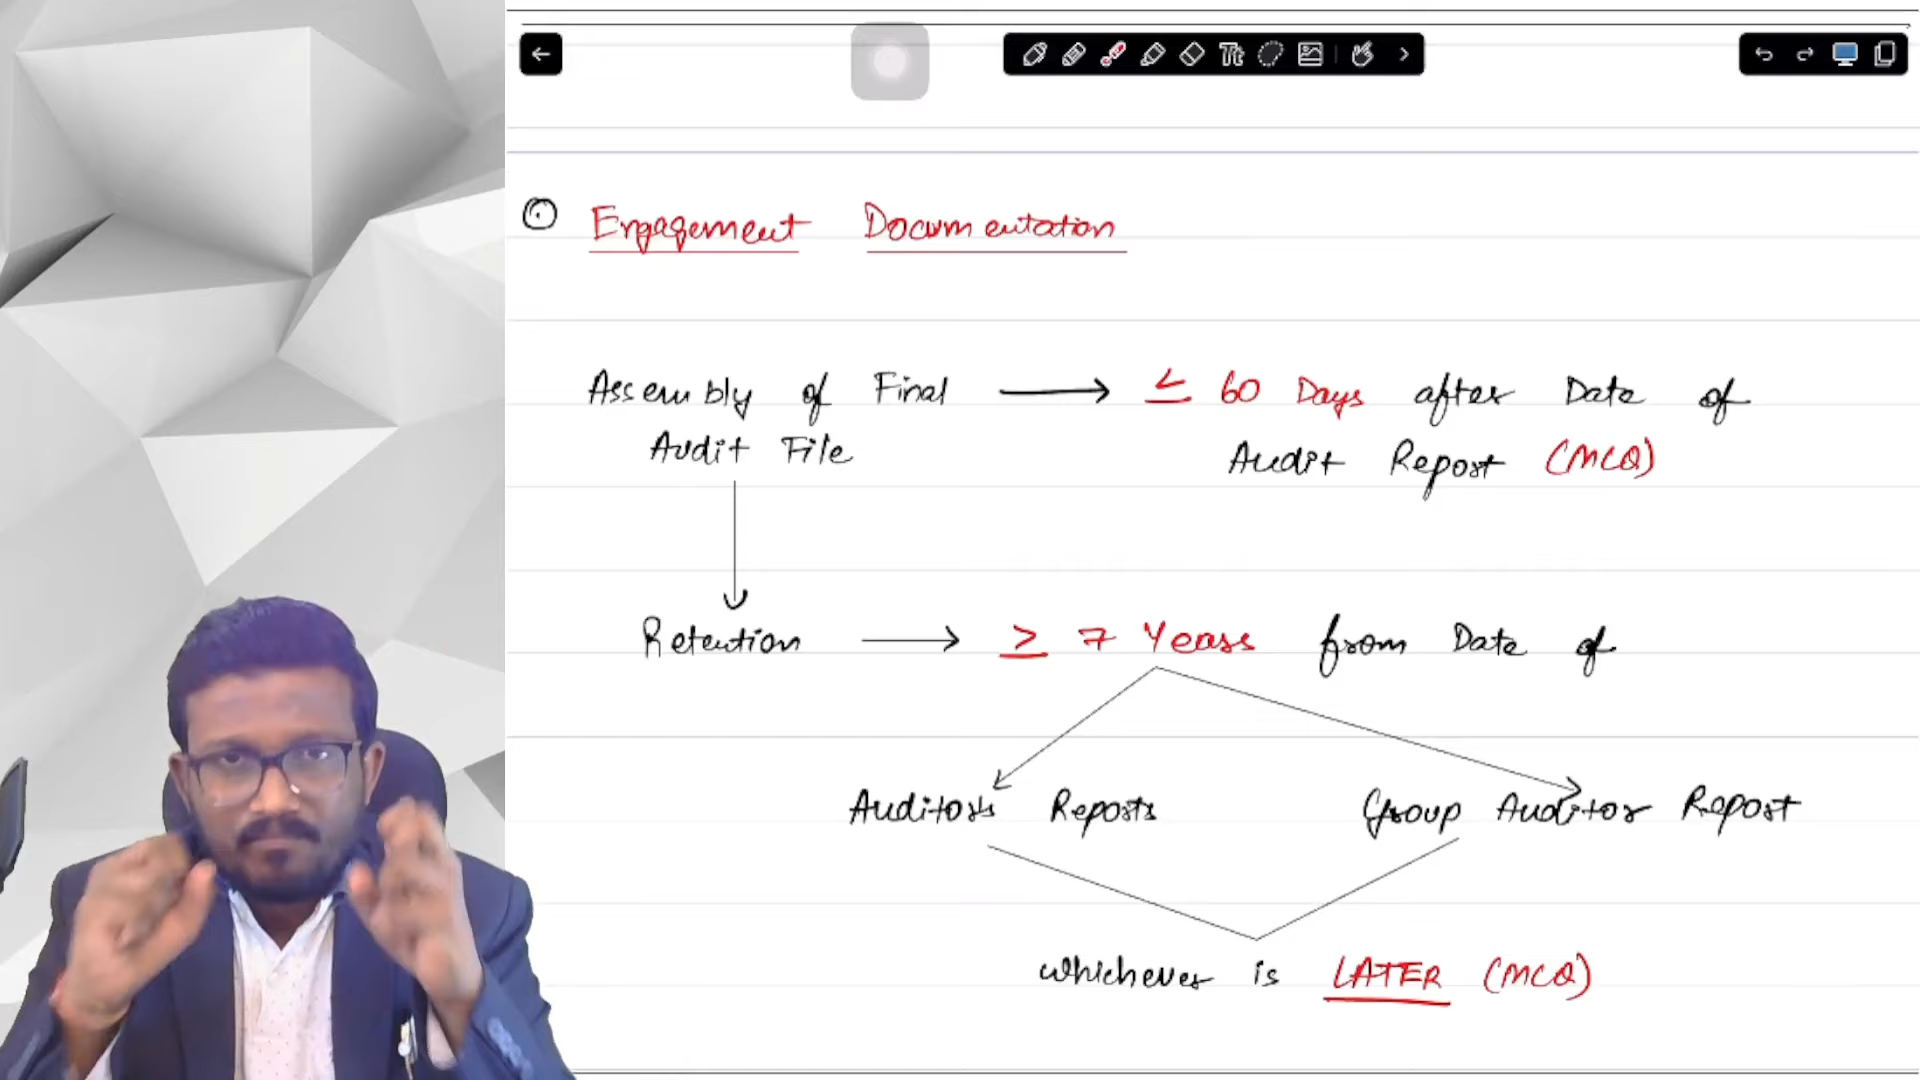 Engagement Documentation
Assembly of Final → ≤ 60 Days after Date of
Audit File Audit Report (MCQ)
Retention → ≥ 7 Years from Date of
Auditors Reports Group Auditor Report
whichever is LATER (MCQ)